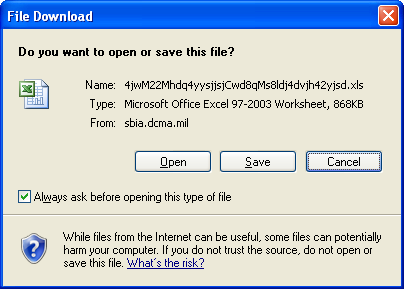 File Download
Do you want to open or save this file?
Name: 4jwM22Mhdq4yysjjsjCwd8qMs8ldj4dvjh42yjsd.xls
Type: Microsoft Office Excel 97-2003 Worksheet, 868KB
From: sbia.dcma.mil
Open Save Cancel
Always ask before opening this type of file
While files from the Internet can be useful, some files can potentially
harm your computer. If you do not trust the source, do not open or
save this file. What's the risk?